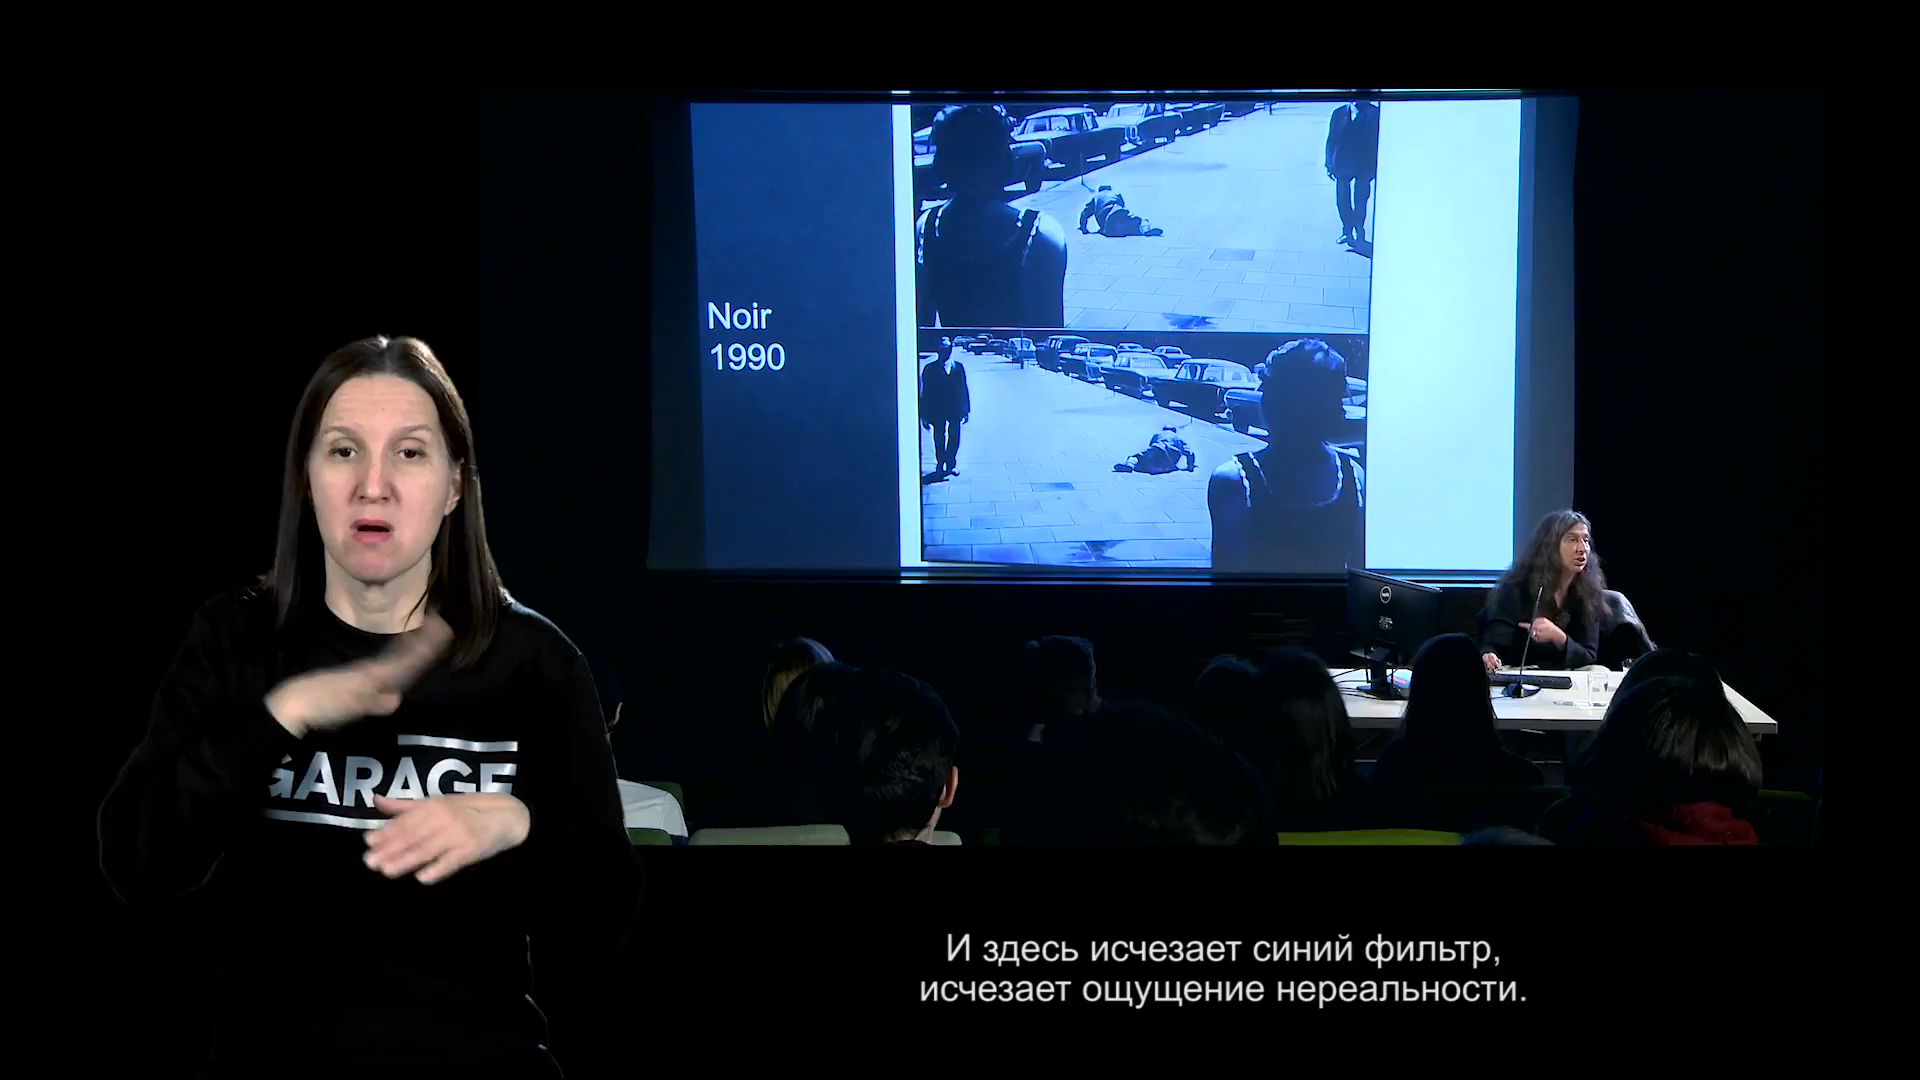 Noir
1990
GARAGE
И здесь исчезает синий фильтр,
исчезает ощущение нереальности.